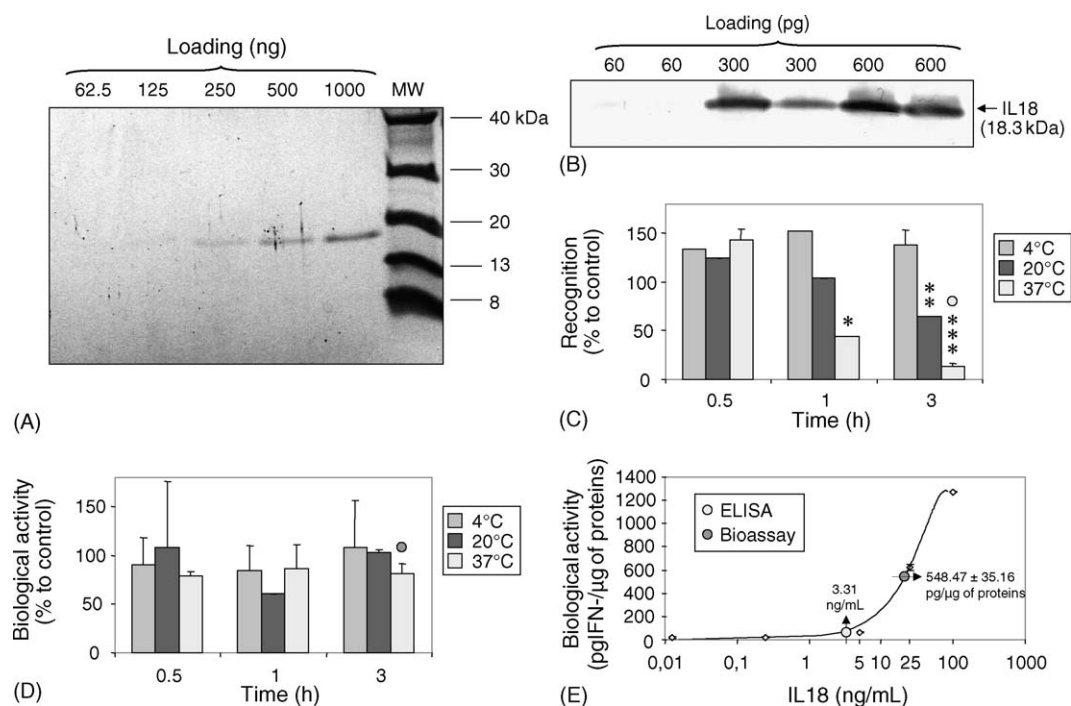 Loading (ng)
62.5 125 250 500 1000 MW
40 kDa
30
20
13
8
(A)
Loading (pg)
60 60 300 300 600 600
IL18
(18.3 kDa)
(B)
Recognition
(% to control)
150
100
50
0
0.5 1 3
Time (h)
*
**
***
4°C
20°C
37°C
(C)
Biological activity
(% to control)
150
100
50
0
0.5 1 3
Time (h)
4°C
20°C
37°C
(D)
Biological activity
(pgIFN-/µg of proteins)
1400
1200
1000
800
600
400
200
0
ELISA
Bioassay
3.31
ng/mL
548.47 ± 35.16
pg/µg of proteins
0,01 0,1 1 5 10 25 100 1000
IL18 (ng/mL)
(E)